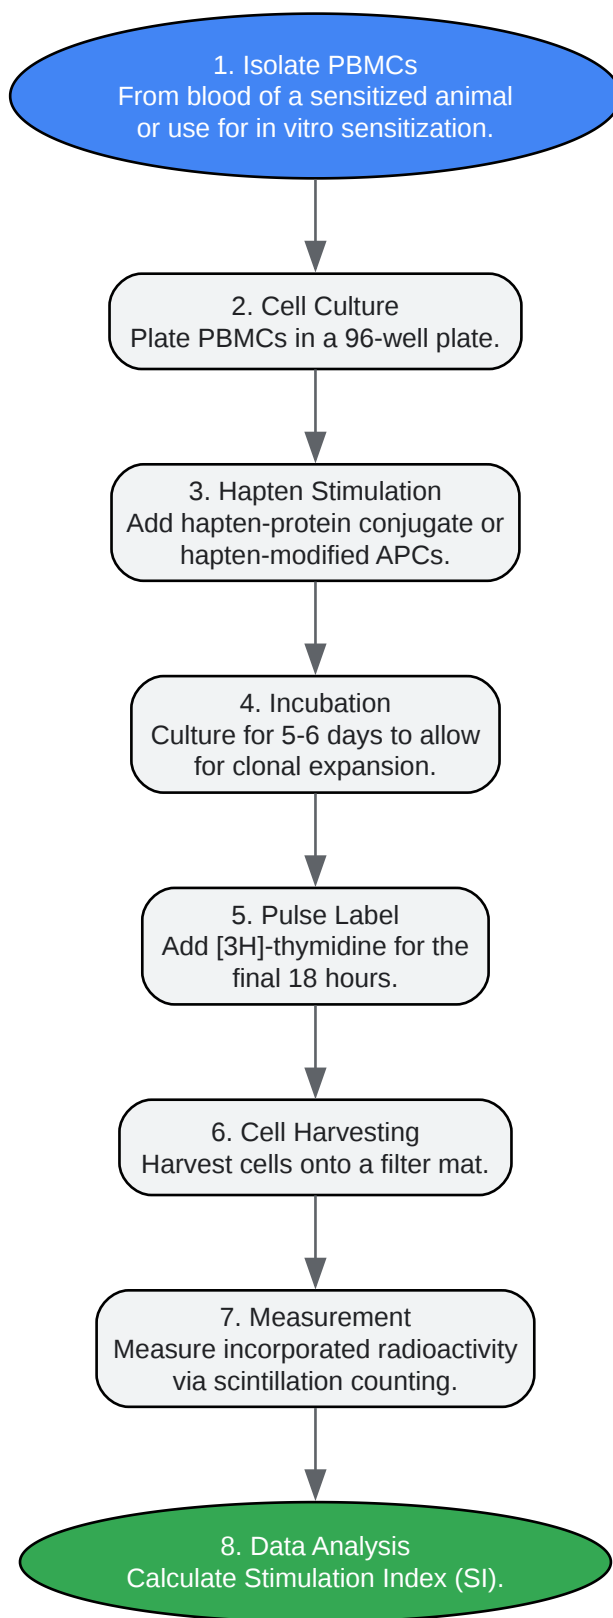 1. Isolate PBMCs
From blood of a sensitized animal
or use for in vitro sensitization.
2. Cell Culture
Plate PBMCs in a 96-well plate.
3. Hapten Stimulation
Add hapten-protein conjugate or
hapten-modified APCs.
4. Incubation
Culture for 5-6 days to allow
for clonal expansion.
5. Pulse Label
Add [3H]-thymidine for the
final 18 hours.
6. Cell Harvesting
Harvest cells onto a filter mat.
7. Measurement
Measure incorporated radioactivity
via scintillation counting.
8. Data Analysis
Calculate Stimulation Index (SI).